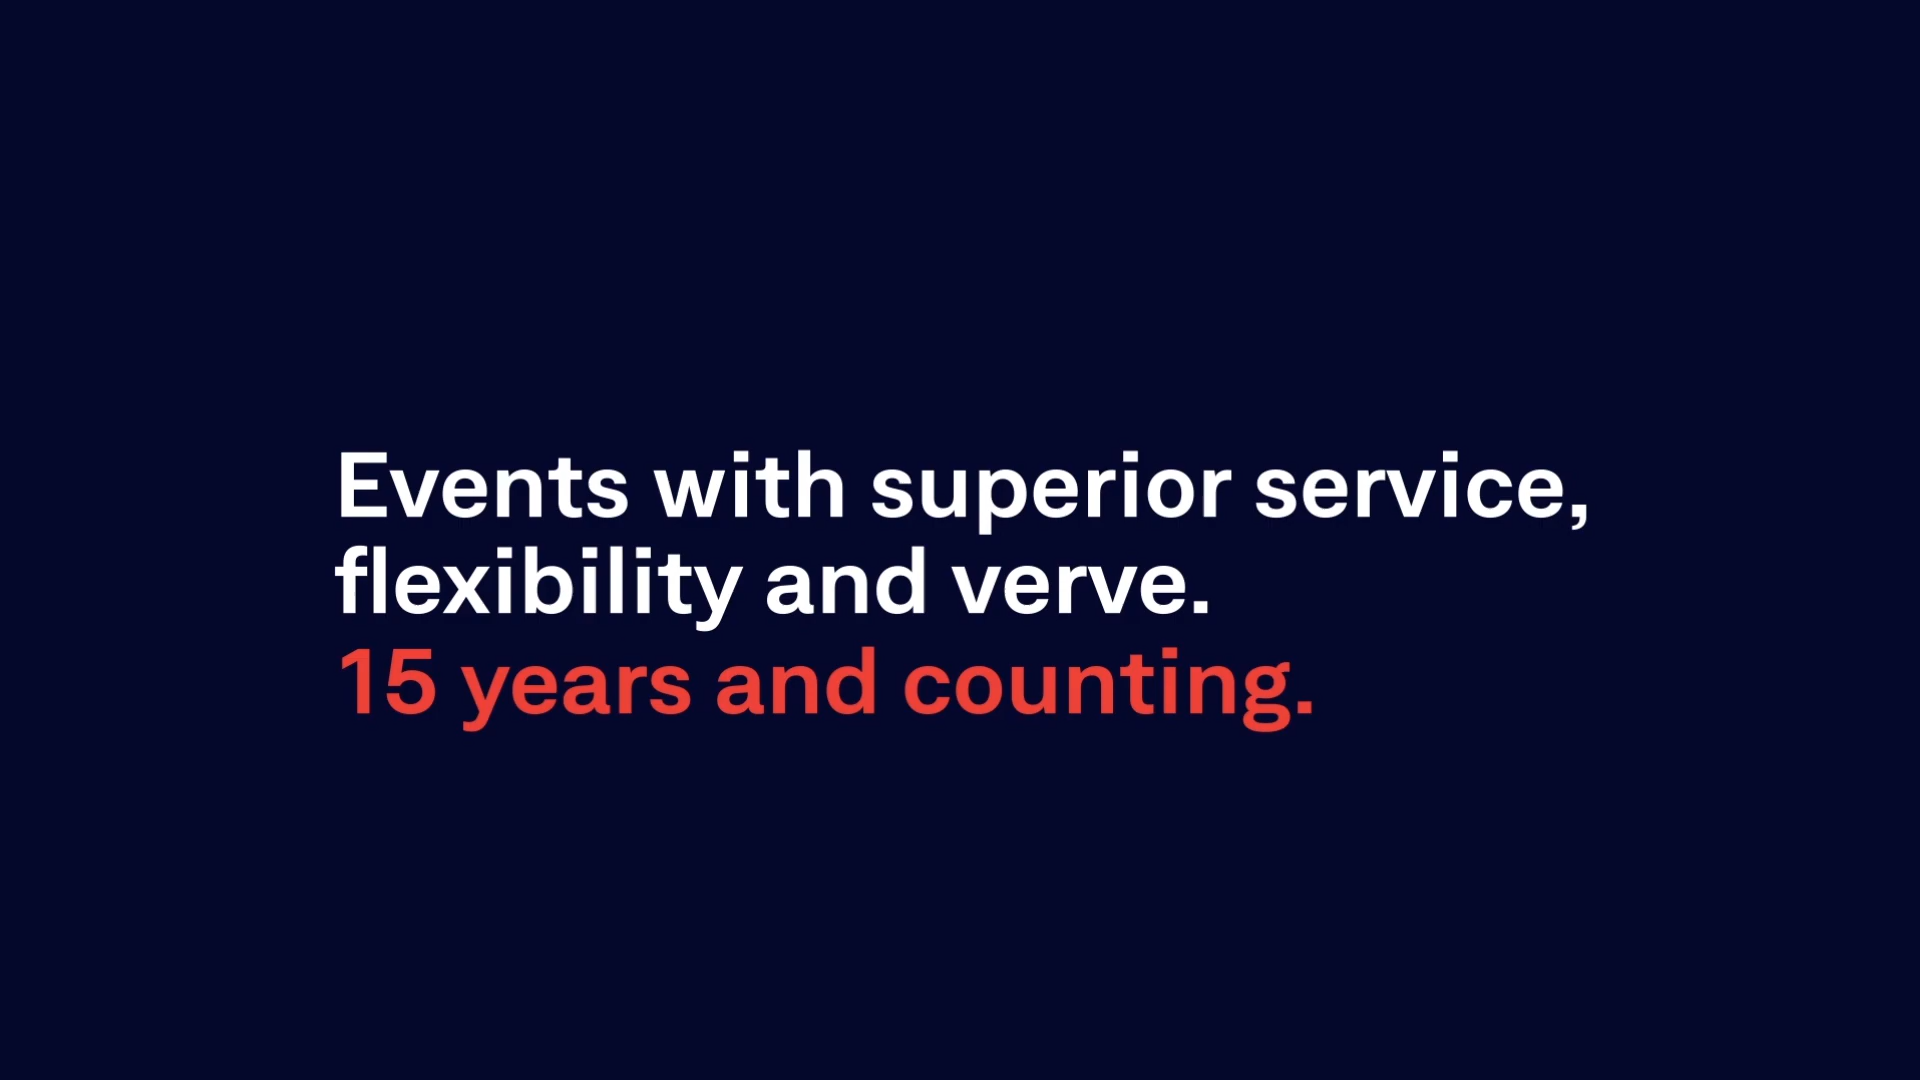 Events with superior service,
flexibility and verve.
15 years and counting.